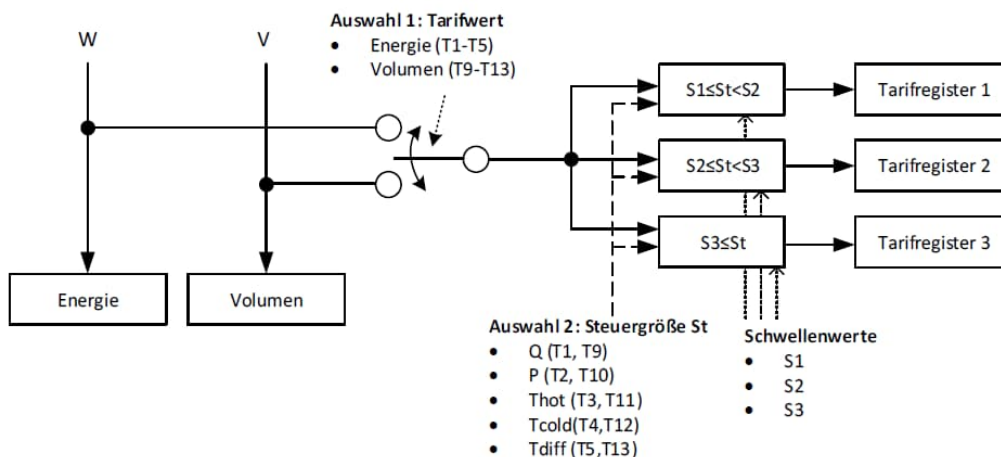 Auswahl 1: Tarifwert
• Energie (T1-T5)
• Volumen (T9-T13)
W
V
S1≤St<S2
Tarifregister 1
S2≤St<S3
Tarifregister 2
S3≤St
Tarifregister 3
Energie
Volumen
Auswahl 2: Steuergröße St
• Q (T1, T9)
• P (T2, T10)
• Thot (T3, T11)
• Tcold(T4,T12)
• Tdiff (T5,T13)
Schwellenwerte
• S1
• S2
• S3